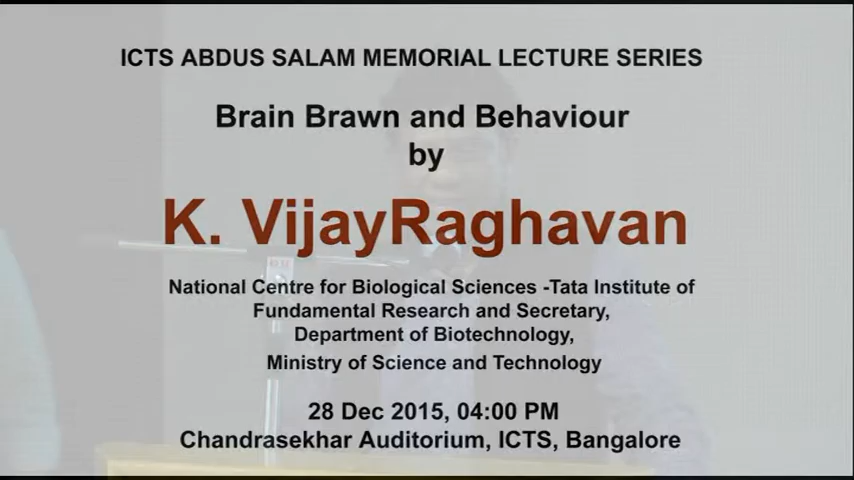 ICTS ABDUS SALAM MEMORIAL LECTURE SERIES
Brain Brawn and Behaviour
by
K. VijayRaghavan
National Centre for Biological Sciences -Tata Institute of
Fundamental Research and Secretary,
Department of Biotechnology,
Ministry of Science and Technology
28 Dec 2015, 04:00 PM
Chandrasekhar Auditorium, ICTS, Bangalore